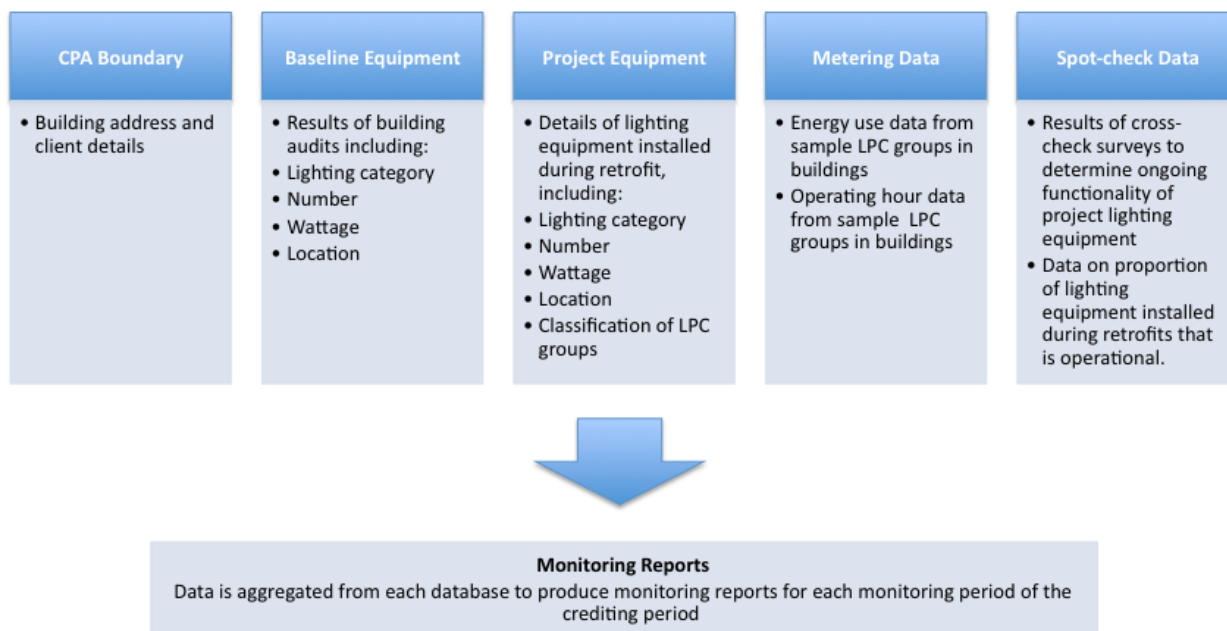 CPA Boundary
• Building address and
client details
Baseline Equipment
• Results of building
audits including:
• Lighting category
• Number
• Wattage
• Location
Project Equipment
• Details of lighting
equipment installed
during retrofit,
including:
• Lighting category
• Number
• Wattage
• Location
• Classification of LPC
groups
Metering Data
• Energy use data from
sample LPC groups in
buildings
• Operating hour data
from sample LPC
groups in buildings
Spot-check Data
• Results of cross-
check surveys to
determine ongoing
functionality of
project lighting
equipment
• Data on proportion
of lighting
equipment installed
during retrofits that
is operational.
Monitoring Reports
Data is aggregated from each database to produce monitoring reports for each monitoring period of the
crediting period